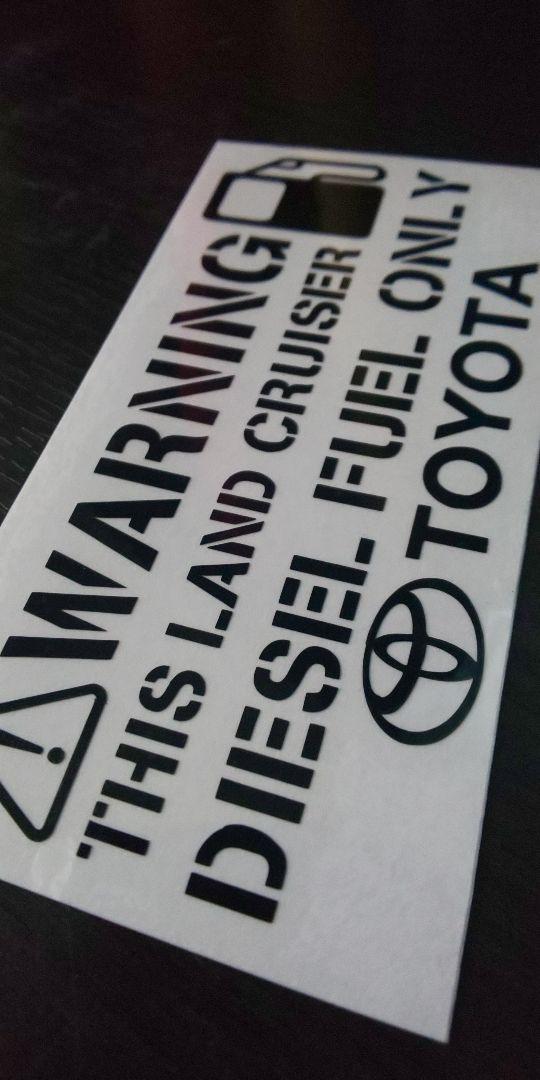 WARNING
THIS LAND CRUISER
DIESEL FUEL ONLY
TOYOTA